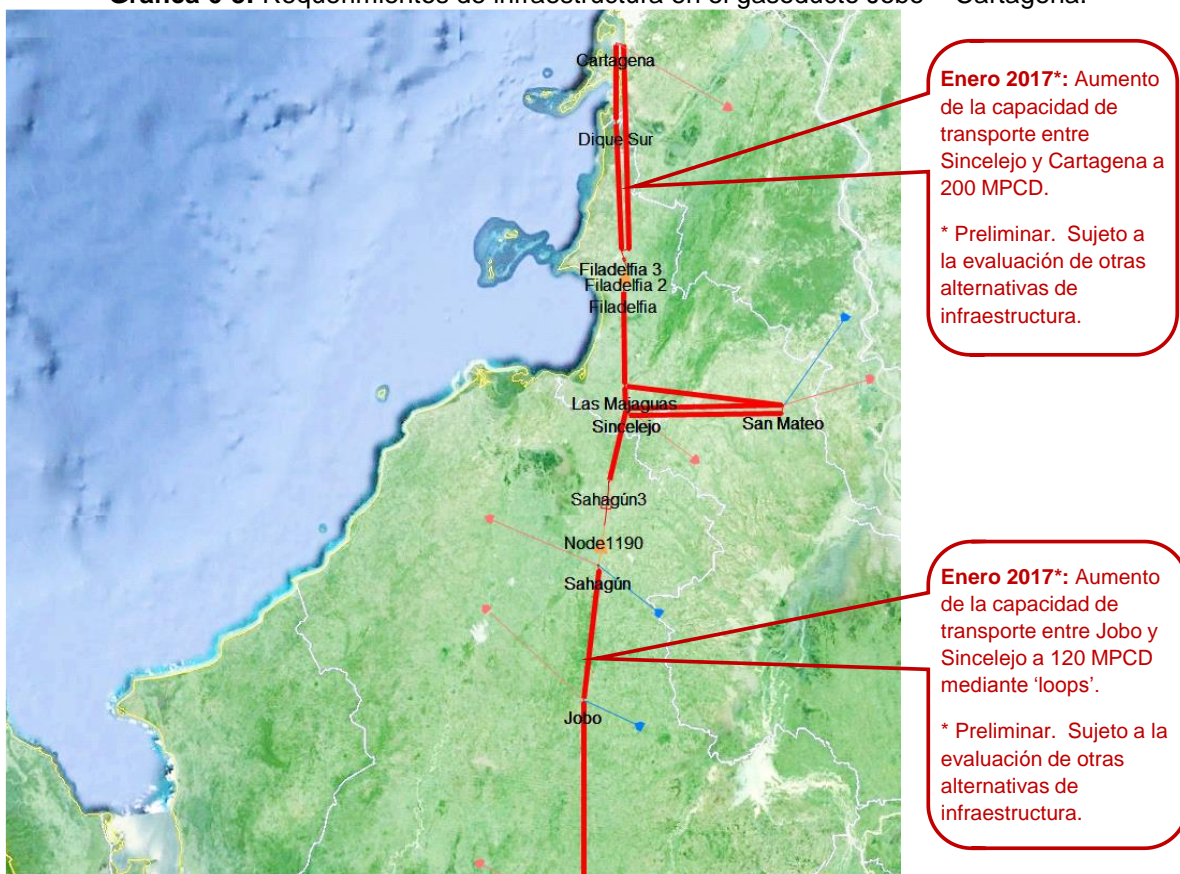 Gráfica 6-3: Requerimientos de infraestructura en el gasoducto Jobo – Cartagena.
Cartagena
Dique Sur
Filadelfia 3
Filadelfia 2
Filadelfia
Las Majaguas
Sincelejo
San Mateo
Sahagún3
Node1190
Sahagún
Jobo
Enero 2017*: Aumento
de la capacidad de
transporte entre
Sincelejo y Cartagena a
200 MPCD.
* Preliminar. Sujeto a
la evaluación de otras
alternativas de
infraestructura.
Enero 2017*: Aumento
de la capacidad de
transporte entre Jobo y
Sincelejo a 120 MPCD
mediante ‘loops’.
* Preliminar. Sujeto a la
evaluación de otras
alternativas de
infraestructura.